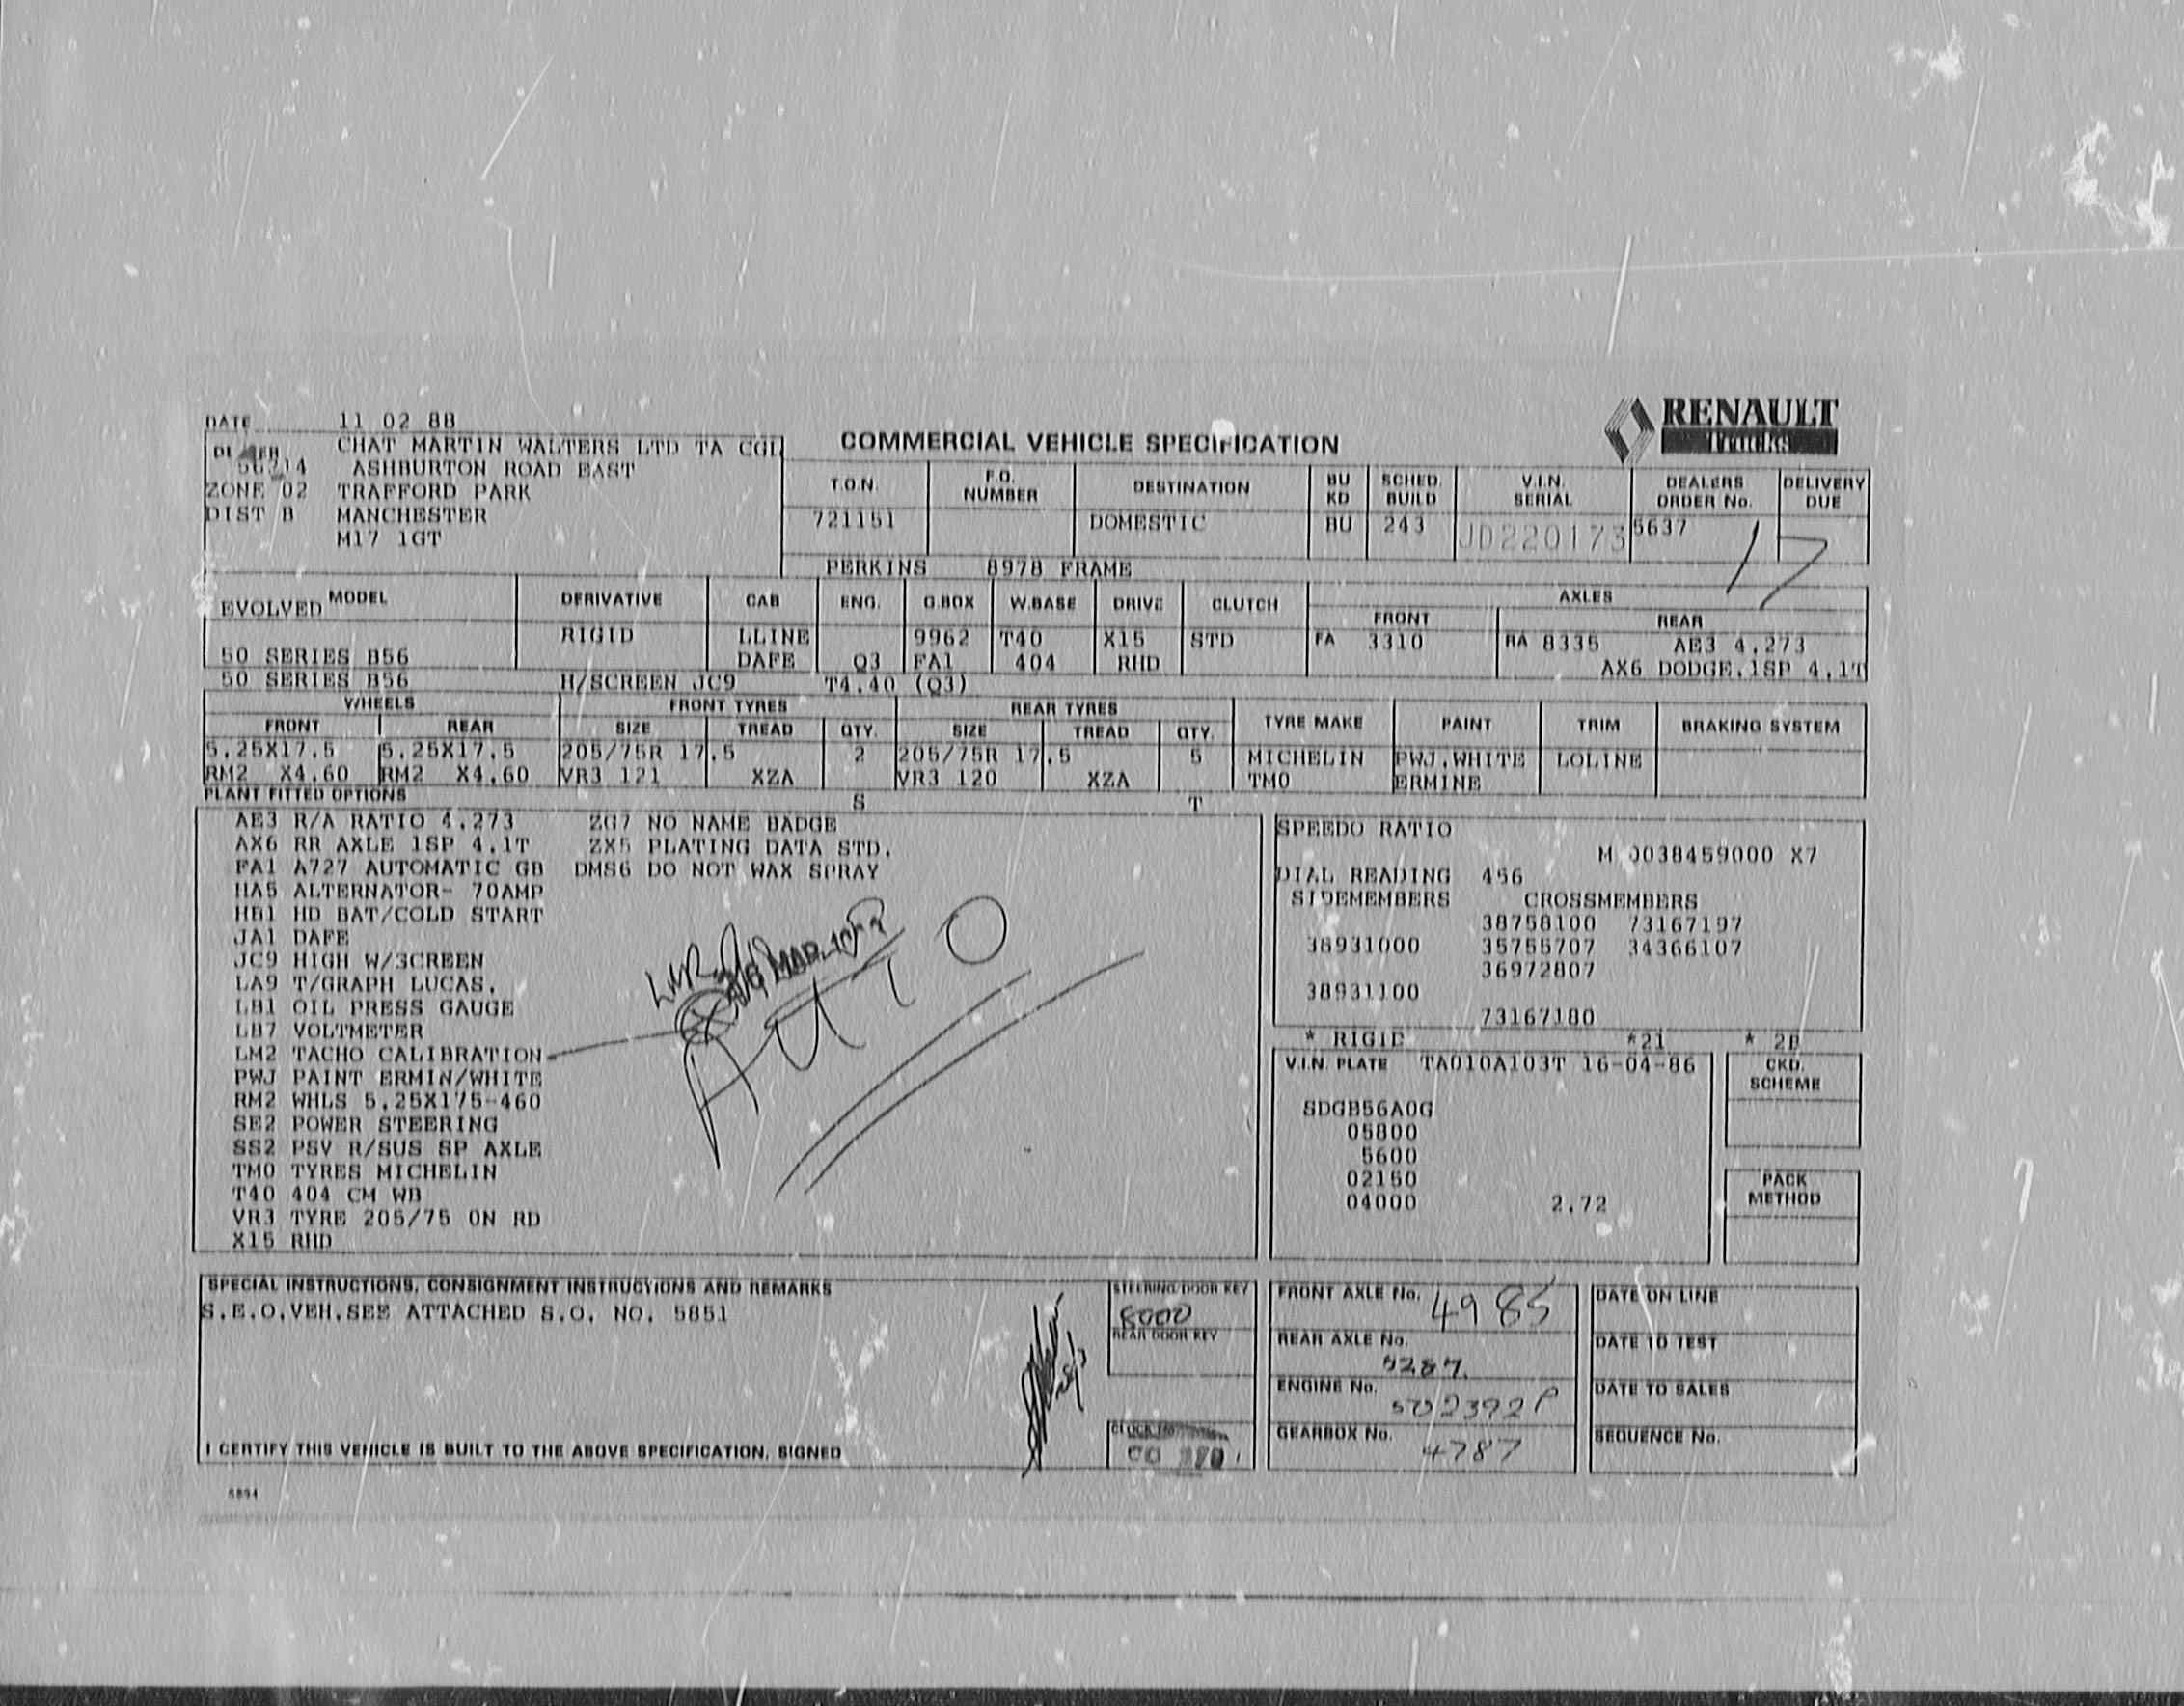 DATE 11 02 88
RENAULT
Trucks
CHAT MARTIN WALTERS LTD TA CGL
COMMERCIAL VEHICLE SPECIFICATION
ASHBURTON ROAD EAST
ZONE 02 TRAFFORD PARK
DIST B MANCHESTER
M17 1GT
T.O.N. F.O. NUMBER DESTINATION BU KD SCHED. BUILD V.I.N. SERIAL DEALERS ORDER No. DELIVERY DUE
721151 DOMESTIC BU 243 JD220173 5637
17
PERKINS 8978 FRAME
MODEL DERIVATIVE CAB ENG. G.BOX W.BASE DRIVE CLUTCH AXLES
EVOLVED FRONT REAR
RIGID LLINE 9962 T40 X15 STD FA 3310 RA 8335 AE3 4.273
50 SERIES B56 DAFE Q3 FA1 404 RHD AX6 DODGE.1SP 4.1T
50 SERIES B56 H/SCREEN JC9 T4.40 (Q3)
WHEELS FRONT TYRES REAR TYRES TYRE MAKE PAINT TRIM BRAKING SYSTEM
FRONT REAR SIZE TREAD QTY. SIZE TREAD QTY.
5.25X17.5 5.25X17.5 205/75R 17.5 2 205/75R 17.5 5 MICHELIN PWJ.WHITE LOLINE
RM2 X4.60 RM2 X4.60 VR3 121 XZA VR3 120 XZA TM0 ERMINE
PLANT FITTED OPTIONS S T
AE3 R/A RATIO 4.273 ZG7 NO NAME BADGE
AX6 RR AXLE 1SP 4.1T ZX5 PLATING DATA STD.
FA1 A727 AUTOMATIC GB DMS6 DO NOT WAX SPRAY
HA5 ALTERNATOR- 70AMP
HB1 HD BAT/COLD START
JA1 DAFE
JC9 HIGH W/SCREEN
LA9 T/GRAPH LUCAS.
LB1 OIL PRESS GAUGE
LB7 VOLTMETER
LM2 TACHO CALIBRATION
PWJ PAINT ERMIN/WHITE
RM2 WHLS 5.25X175-460
SE2 POWER STEERING
SS2 PSV R/SUS SP AXLE
TM0 TYRES MICHELIN
T40 404 CM WB
VR3 TYRE 205/75 ON RD
X15 RHD
AUTO
SPEEDO RATIO
M 0038459000 X7
DIAL READING 456
SIDEMEMBERS CROSSMEMBERS
38758100 73167197
38931000 35755707 34366107
36972807
38931100
73167180
* RIGID *21 * 2B
V.I.N. PLATE TA010A103T 16-04-86
CKD. SCHEME
SDGB56A0G
05800
5600
02150
04000 2.72
PACK METHOD
SPECIAL INSTRUCTIONS, CONSIGNMENT INSTRUCTIONS AND REMARKS
S.E.O.VEH.SEE ATTACHED S.O. NO. 5851
STEERING/DOOR KEY
8000
REAR DOOR KEY
FRONT AXLE No. 4985
REAR AXLE No.
ENGINE No.
GEARBOX No. 4787
DATE ON LINE
DATE TO TEST
DATE TO SALES
SEQUENCE No.
I CERTIFY THIS VEHICLE IS BUILT TO THE ABOVE SPECIFICATION. SIGNED